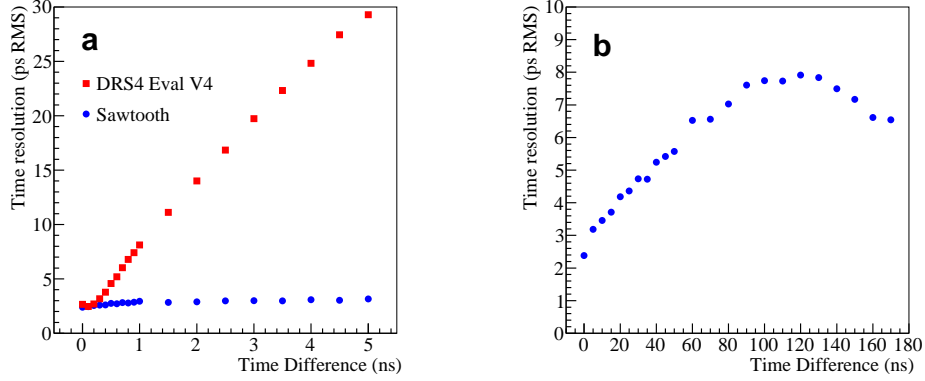 Time resolution (ps RMS)
30
25
20
15
10
5
0
a
DRS4 Eval V4
Sawtooth
0 1 2 3 4 5
Time Difference (ns)
Time resolution (ps RMS)
10
9
8
7
6
5
4
3
2
1
0
b
0 20 40 60 80 100 120 140 160 180
Time Difference (ns)